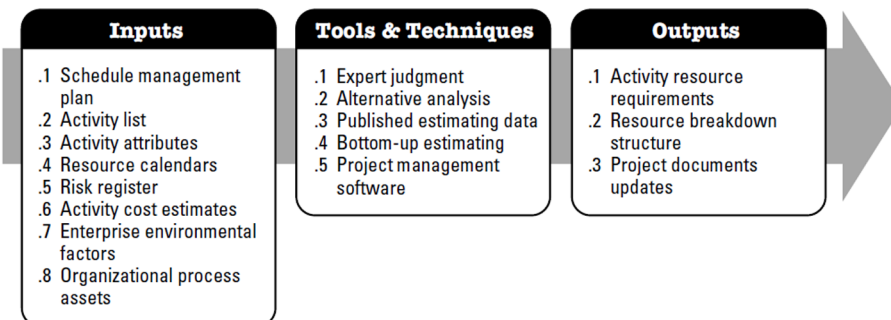 Inputs
.1 Schedule management
plan
.2 Activity list
.3 Activity attributes
.4 Resource calendars
.5 Risk register
.6 Activity cost estimates
.7 Enterprise environmental
factors
.8 Organizational process
assets
Tools & Techniques
.1 Expert judgment
.2 Alternative analysis
.3 Published estimating data
.4 Bottom-up estimating
.5 Project management
software
Outputs
.1 Activity resource
requirements
.2 Resource breakdown
structure
.3 Project documents
updates